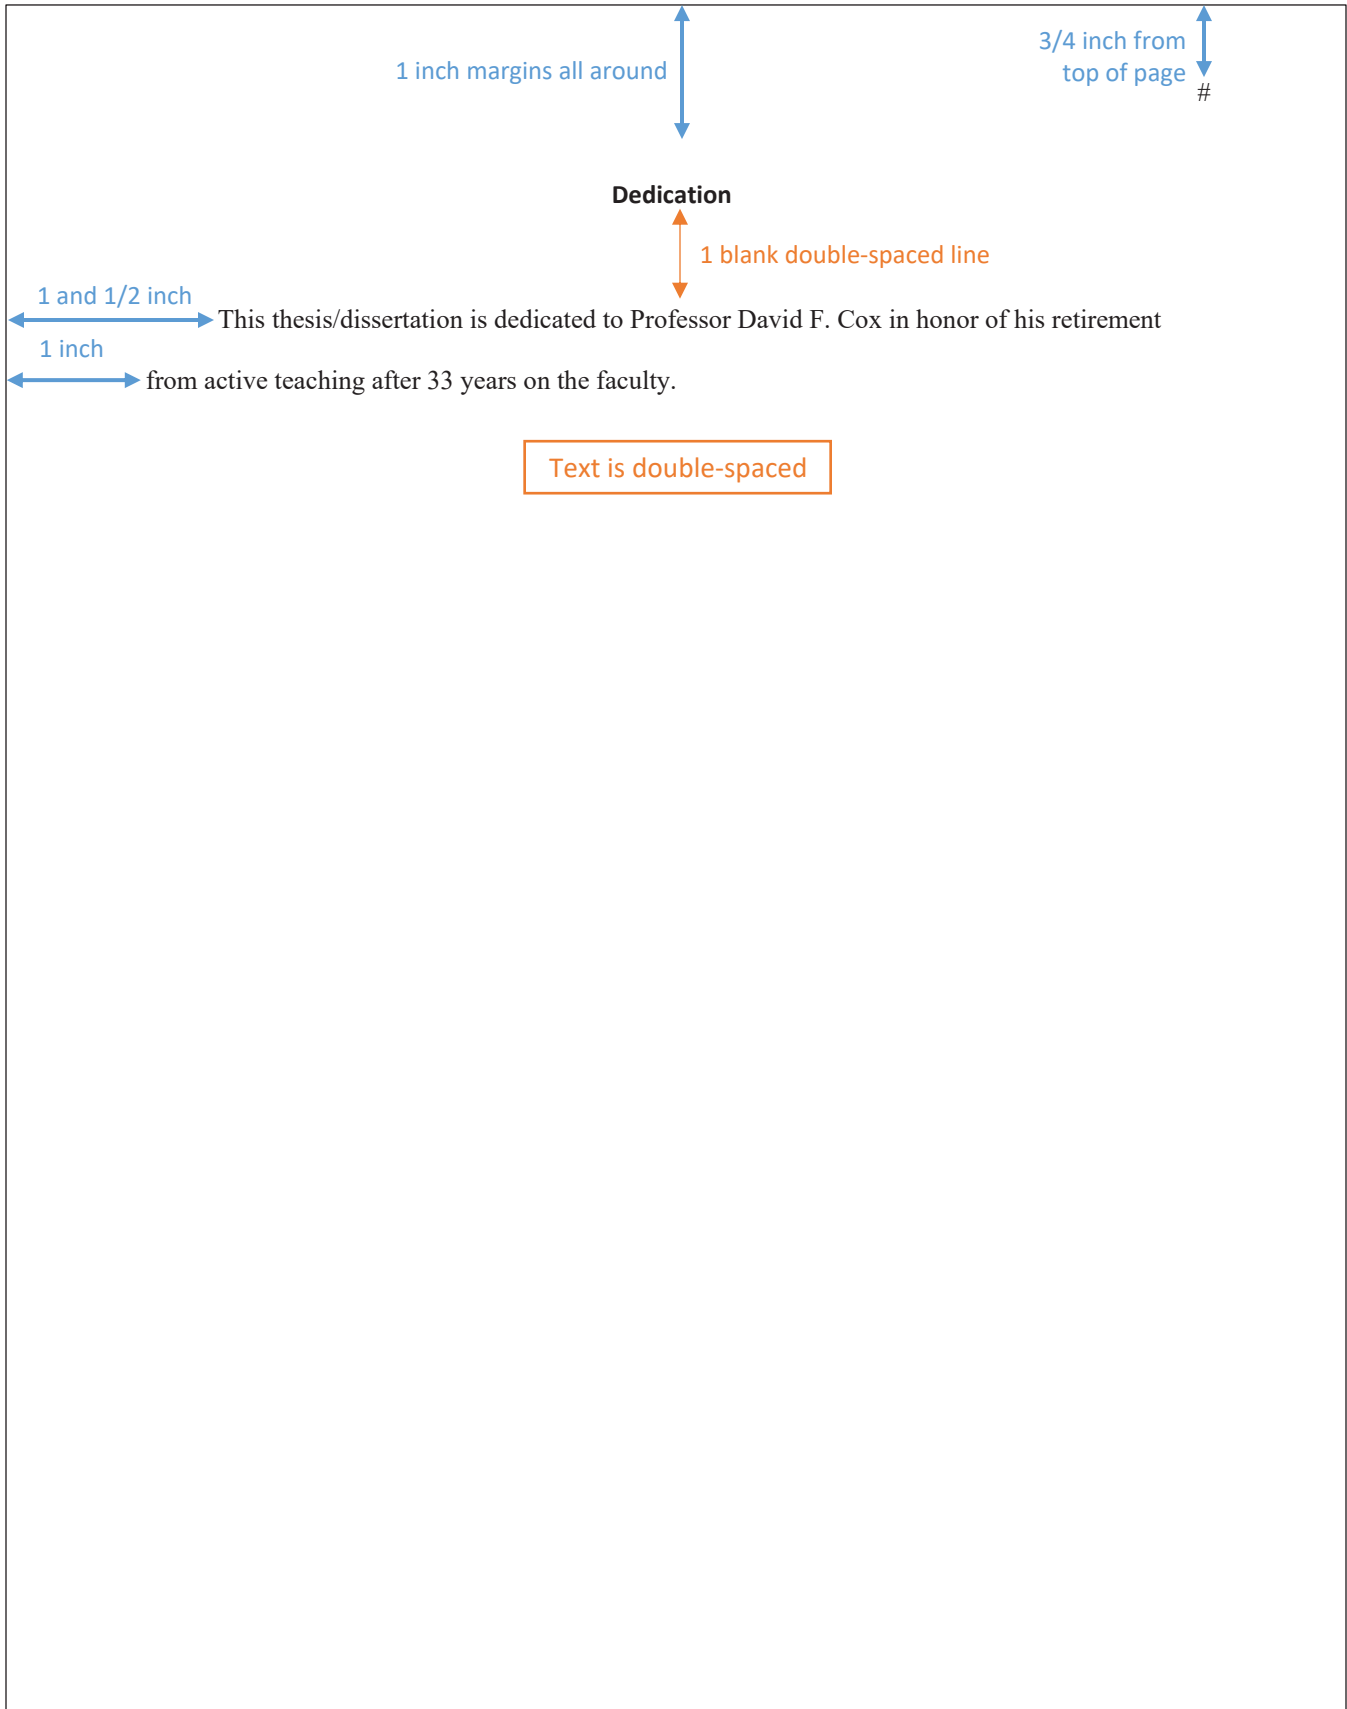 1 inch margins all around
3/4 inch from
top of page
#
Dedication
1 blank double-spaced line
1 and 1/2 inch
This thesis/dissertation is dedicated to Professor David F. Cox in honor of his retirement
1 inch
from active teaching after 33 years on the faculty.
Text is double-spaced